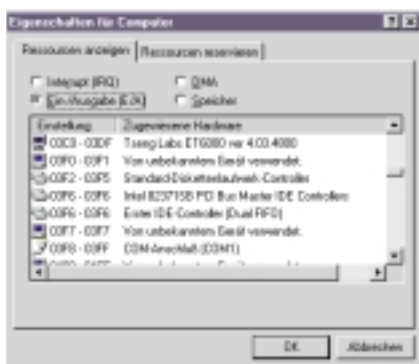 Eigenschaften für Computer
Ressourcen anzeigen
Ressourcen reservieren
Interrupt (IRQ)
DMA
Ein-/Ausgabe (E/A)
Speicher
Einstellung Zugewiesene Hardware
03C0 - 03DF Tseng Labs ET6000 ver 4.03.4000
03F0 - 03F1 Von unbekanntem Gerät verwendet
03F2 - 03F5 Standard-Diskettenlaufwerk-Controller
03F6 - 03F6 Intel 82371SB PCI Bus Master IDE Controllers
03F6 - 03F6 Erster IDE-Controller (Dual FIFO)
03F7 - 03F7 Von unbekanntem Gerät verwendet
03F8 - 03FF COM-Anschluß (COM1)
OK
Abbrechen